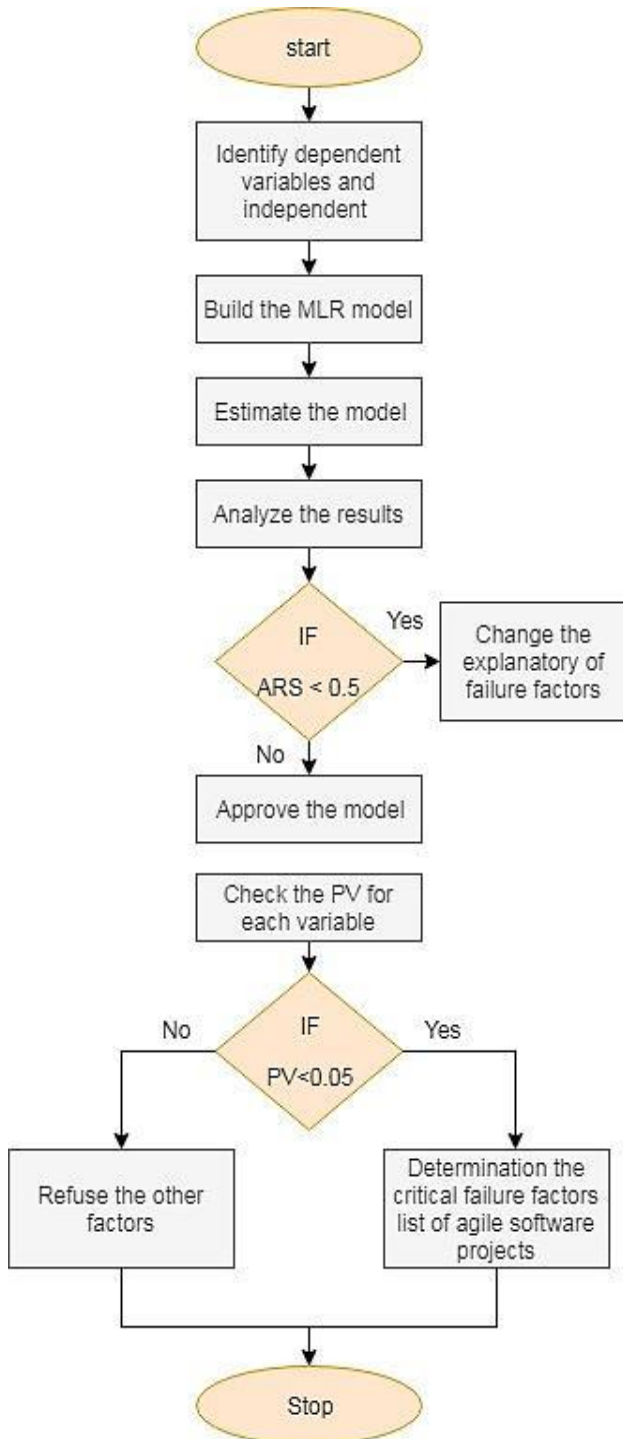 start
Identify dependent
variables and
independent
Build the MLR model
Estimate the model
Analyze the results
IF
ARS < 0.5
Yes
Change the
explanatory of
failure factors
No
Approve the model
Check the PV for
each variable
IF
PV<0.05
No
Yes
Refuse the other
factors
Determination the
critical failure factors
list of agile software
projects
Stop